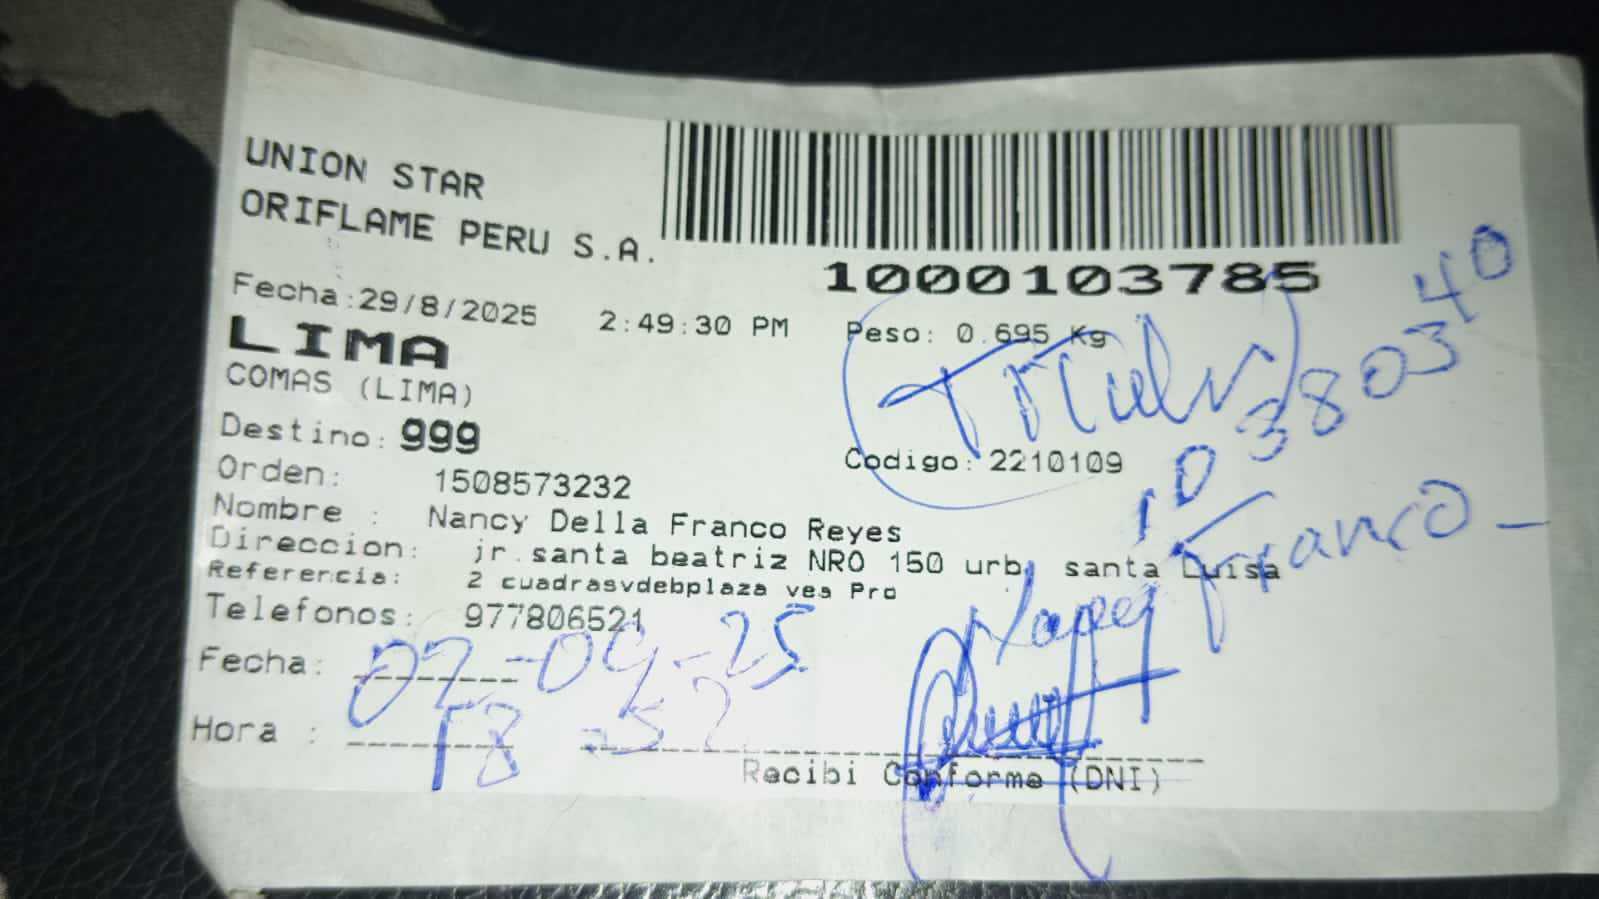 UNION STAR
ORIFLAME PERU S.A.
1000103785
Fecha:29/8/2025 2:49:30 PM
Peso: 0.695 Kg
LIMA
COMAS (LIMA)
Destino: 999
Codigo: 2210109
Orden: 1508573232
Nombre : Nancy Della Franco Reyes
Direccion: jr.santa beatriz NRO 150 urb, santa Luisa
Referencia: 2 cuadrasvdebplaza vea Pro
Telefonos: 977806521
Fecha: 02-09-25
Hora : 18 :52
Recibi Conforme (DNI)
10380340
Franco